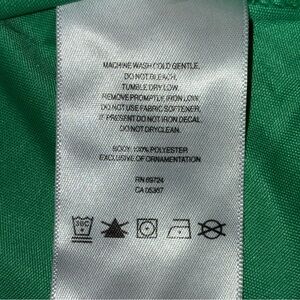 MACHINE WASH COLD GENTLE,
DO NOT BLEACH,
TUMBLE DRY LOW.
REMOVE PROMPTLY. IRON LOW.
DO NOT USE FABRIC SOFTENER.
IF PRESENT DO NOT IRON DECAL.
DO NOT DRYCLEAN.
BODY: 100% POLYESTER
EXCLUSIVE OF ORNAMENTATION
RN 69724
CA 05367
30C